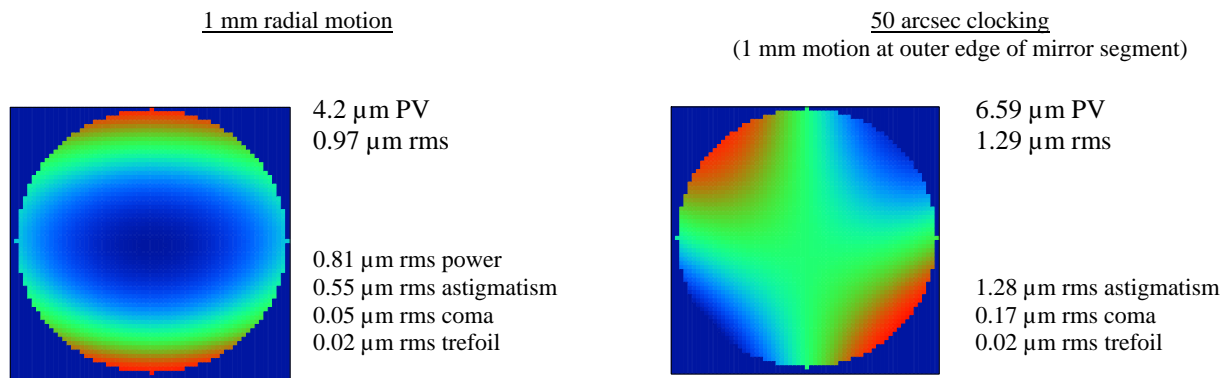 1 mm radial motion
4.2 µm PV
0.97 µm rms
0.81 µm rms power
0.55 µm rms astigmatism
0.05 µm rms coma
0.02 µm rms trefoil
50 arcsec clocking
(1 mm motion at outer edge of mirror segment)
6.59 µm PV
1.29 µm rms
1.28 µm rms astigmatism
0.17 µm rms coma
0.02 µm rms trefoil